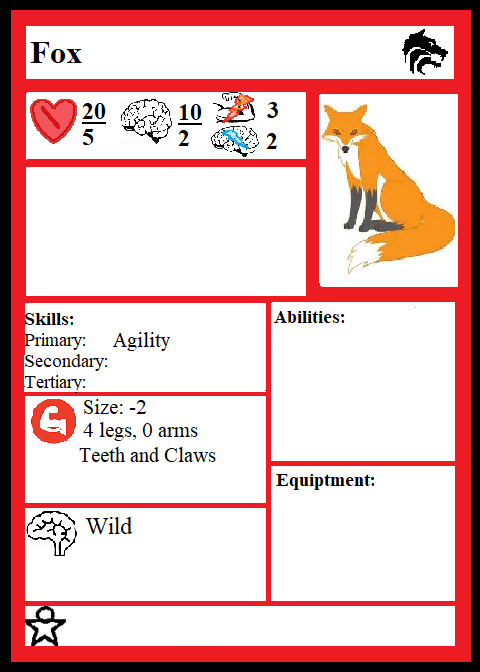 Fox
20 10 3
5 2 2
Skills:
Primary: Agility
Secondary:
Tertiary:
Abilities:
Size: -2
4 legs, 0 arms
Teeth and Claws
Equiptment:
Wild